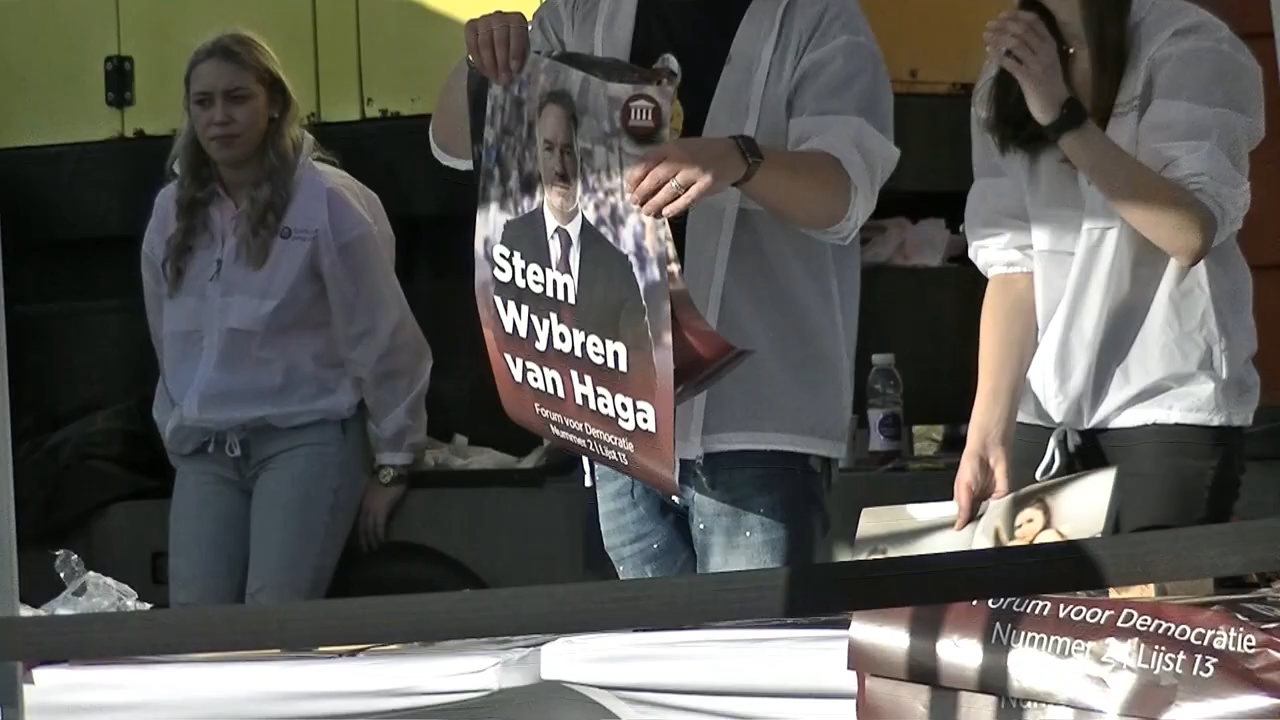 Stem
Wybren
van Haga
Forum voor Democratie
Nummer 2 | Lijst 13
Forum voor Democratie
Nummer 2 | Lijst 13